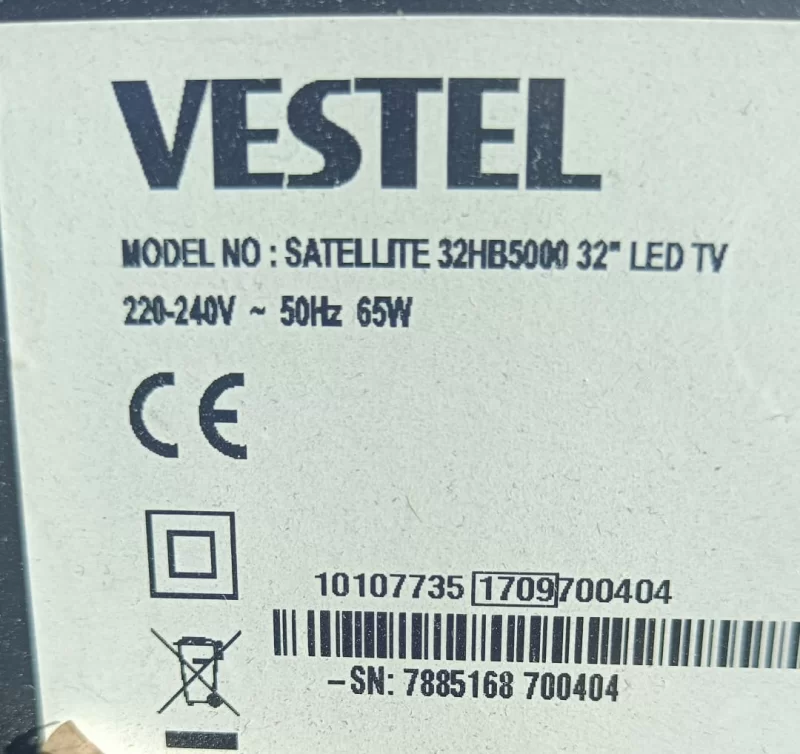 VESTEL
MODEL NO : SATELLITE 32HB5000 32" LED TV
220-240V ~ 50Hz 65W
CE
10107735 1709700404
–SN: 7885168 700404